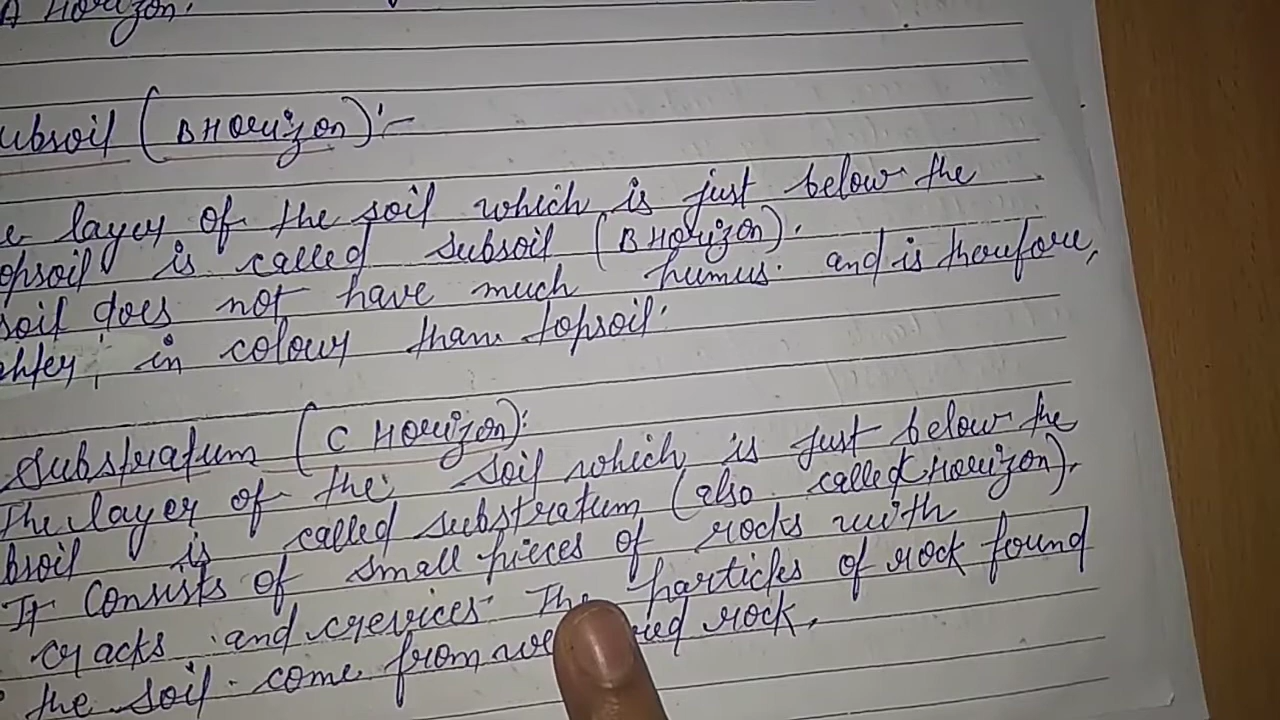 A Horizon.
ubsoil (B Horizon):-
e layer of the soil which is just below the
opsoil is called subsoil (B Horizon).
soil does not have much humus. and is therefore,
ghter, in colour than topsoil.
Substratum (C Horizon):
The layer of the soil which is just below the
bsoil is called substratum (also called C Horizon).
It consists of small pieces of rocks with
cracks and crevices. The particles of rock found
the soil come from rock.